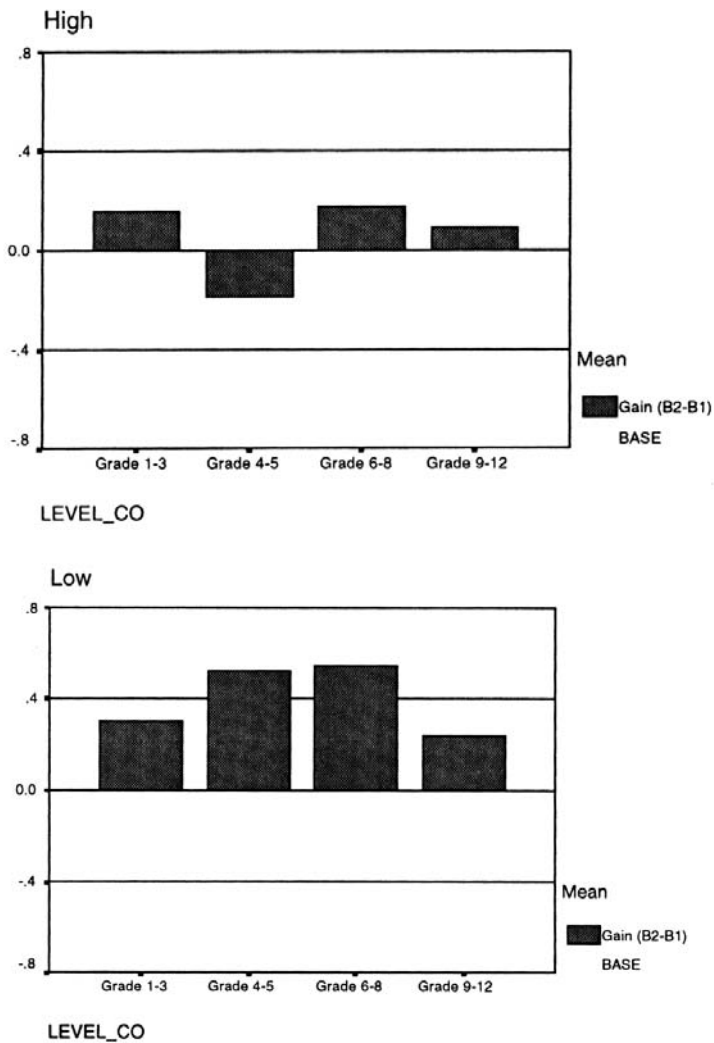 High
.8
.4
0.0
-.4
-.8
Mean
Gain (B2-B1)
BASE
Grade 1-3 Grade 4-5 Grade 6-8 Grade 9-12
LEVEL_CO
Low
.8
.4
0.0
-.4
-.8
Mean
Gain (B2-B1)
BASE
Grade 1-3 Grade 4-5 Grade 6-8 Grade 9-12
LEVEL_CO